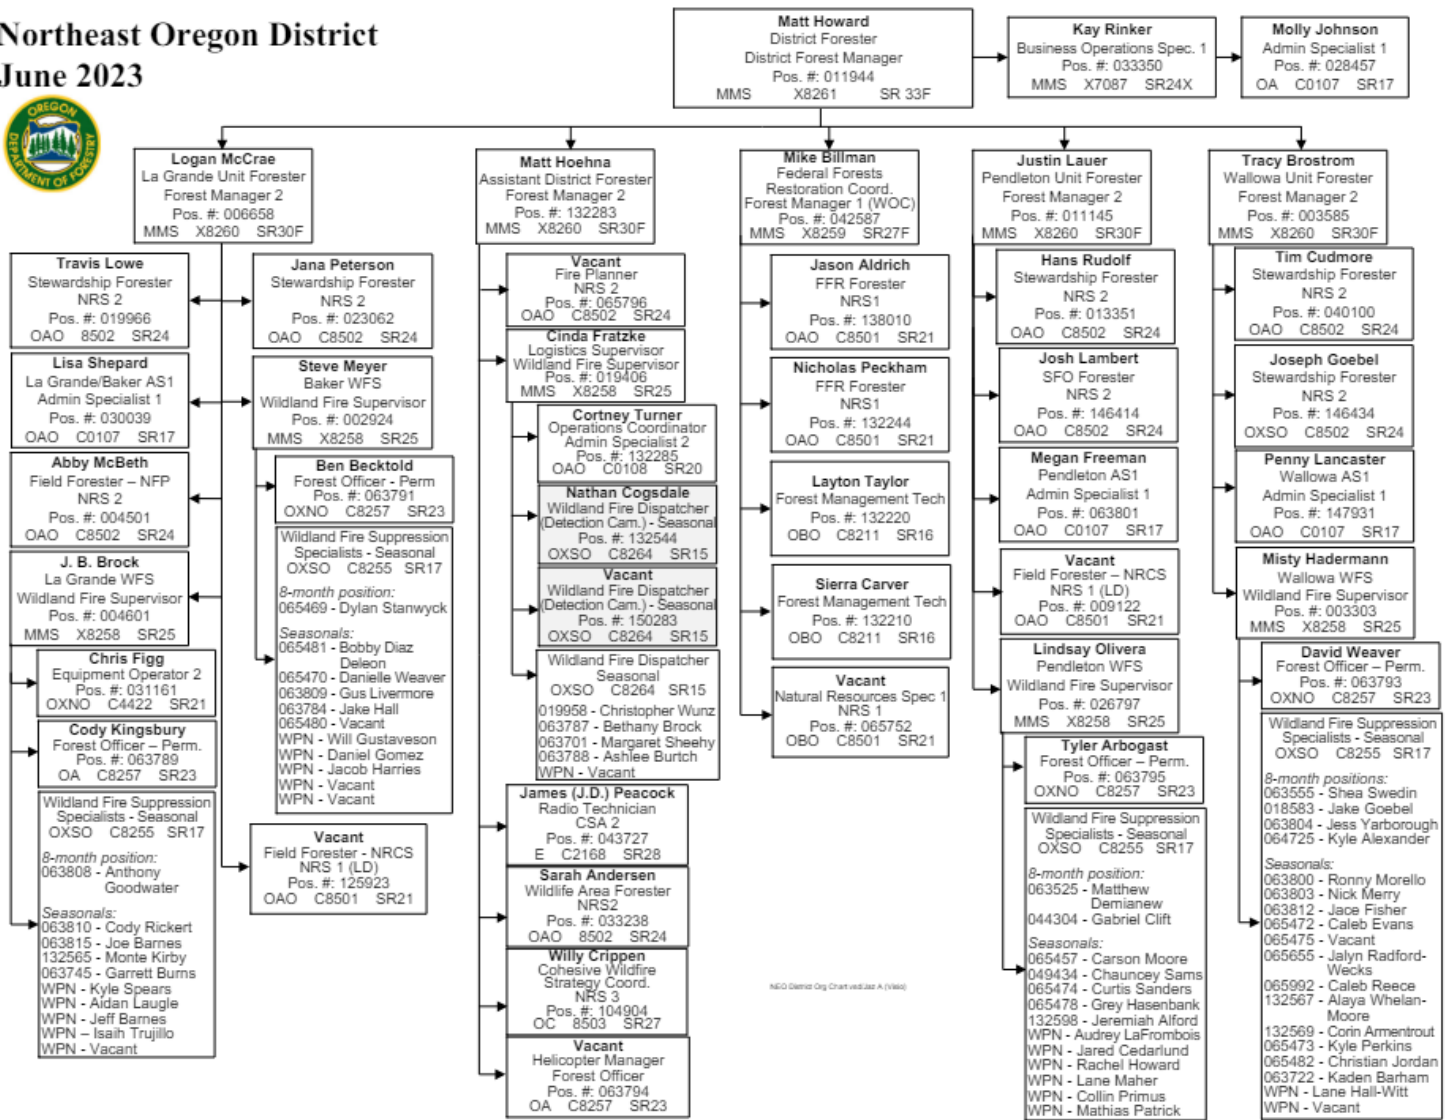 Northeast Oregon District
June 2023
OREGON
DEPARTMENT OF FORESTRY
Matt Howard
District Forester
District Forest Manager
Pos. #: 011944
MMS X8261 SR 33F
Kay Rinker
Business Operations Spec. 1
Pos. #: 033350
MMS X7087 SR24X
Molly Johnson
Admin Specialist 1
Pos. #: 028457
OA C0107 SR17
Logan McCrae
La Grande Unit Forester
Forest Manager 2
Pos. #: 006658
MMS X8260 SR30F
Travis Lowe
Stewardship Forester
NRS 2
Pos. #: 019966
OAO 8502 SR24
Lisa Shepard
La Grande/Baker AS1
Admin Specialist 1
Pos. #: 030039
OAO C0107 SR17
Abby McBeth
Field Forester – NFP
NRS 2
Pos. #: 004501
OAO C8502 SR24
J. B. Brock
La Grande WFS
Wildland Fire Supervisor
Pos. #: 004601
MMS X8258 SR25
Chris Figg
Equipment Operator 2
Pos. #: 031161
OXNO C4422 SR21
Cody Kingsbury
Forest Officer – Perm.
Pos. #: 063789
OA C8257 SR23
Wildland Fire Suppression
Specialists - Seasonal
OXSO C8255 SR17
8-month position:
063808 - Anthony
Goodwater
Seasonals:
063810 - Cody Rickert
063815 - Joe Barnes
132565 - Monte Kirby
063745 - Garrett Burns
WPN - Kyle Spears
WPN - Aidan Laugle
WPN - Jeff Barnes
WPN – Isaih Trujillo
WPN - Vacant
Jana Peterson
Stewardship Forester
NRS 2
Pos. #: 023062
OAO C8502 SR24
Steve Meyer
Baker WFS
Wildland Fire Supervisor
Pos. #: 002924
MMS X8258 SR25
Ben Becktold
Forest Officer - Perm
Pos. #: 063791
OXNO C8257 SR23
Wildland Fire Suppression
Specialists - Seasonal
OXSO C8255 SR17
8-month position:
065469 - Dylan Stanwyck
Seasonals:
065481 - Bobby Diaz
Deleon
065470 - Danielle Weaver
063809 - Gus Livermore
063784 - Jake Hall
065480 - Vacant
WPN - Will Gustaveson
WPN - Daniel Gomez
WPN - Jacob Harries
WPN - Vacant
WPN - Vacant
Vacant
Field Forester - NRCS
NRS 1 (LD)
Pos. #: 125923
OAO C8501 SR21
Matt Hoehna
Assistant District Forester
Forest Manager 2
Pos. #: 132283
MMS X8260 SR30F
Vacant
Fire Planner
NRS 2
Pos. #: 065796
OAO C8502 SR24
Cinda Fratzke
Logistics Supervisor
Wildland Fire Supervisor
Pos. #: 019406
MMS X8258 SR25
Cortney Turner
Operations Coordinator
Admin Specialist 2
Pos. #: 132285
OAO C0108 SR20
Nathan Cogsdale
Wildland Fire Dispatcher
(Detection Cam.) - Seasonal
Pos. #: 132544
OXSO C8264 SR15
Vacant
Wildland Fire Dispatcher
(Detection Cam.) - Seasonal
Pos. #: 150283
OXSO C8264 SR15
Wildland Fire Dispatcher
Seasonal
OXSO C8264 SR15
019958 - Christopher Wunz
063787 - Bethany Brock
063701 - Margaret Sheehy
063788 - Ashlee Burtch
WPN - Vacant
James (J.D.) Peacock
Radio Technician
CSA 2
Pos. #: 043727
E C2168 SR28
Sarah Andersen
Wildlife Area Forester
NRS2
Pos. #: 033238
OAO 8502 SR24
Willy Crippen
Cohesive Wildfire
Strategy Coord.
NRS 3
Pos. #: 104904
OC 8503 SR27
Vacant
Helicopter Manager
Forest Officer
Pos. #: 063794
OA C8257 SR23
Mike Billman
Federal Forests
Restoration Coord.
Forest Manager 1 (WOC)
Pos. #: 042587
MMS X8259 SR27F
Jason Aldrich
FFR Forester
NRS1
Pos. #: 138010
OAO C8501 SR21
Nicholas Peckham
FFR Forester
NRS1
Pos. #: 132244
OAO C8501 SR21
Layton Taylor
Forest Management Tech
Pos. #: 132220
OBO C8211 SR16
Sierra Carver
Forest Management Tech
Pos. #: 132210
OBO C8211 SR16
Vacant
Natural Resources Spec 1
NRS 1
Pos. #: 065752
OBO C8501 SR21
NEO District Org Chart
Justin Lauer
Pendleton Unit Forester
Forest Manager 2
Pos. #: 011145
MMS X8260 SR30F
Hans Rudolf
Stewardship Forester
NRS 2
Pos. #: 013351
OAO C8502 SR24
Josh Lambert
SFO Forester
NRS 2
Pos. #: 146414
OAO C8502 SR24
Megan Freeman
Pendleton AS1
Admin Specialist 1
Pos. #: 063801
OAO C0107 SR17
Vacant
Field Forester – NRCS
NRS 1 (LD)
Pos. #: 009122
OAO C8501 SR21
Lindsay Olivera
Pendleton WFS
Wildland Fire Supervisor
Pos. #: 026797
MMS X8258 SR25
Tyler Arbogast
Forest Officer – Perm.
Pos. #: 063795
OXNO C8257 SR23
Wildland Fire Suppression
Specialists - Seasonal
OXSO C8255 SR17
8-month position:
063525 - Matthew
Demianew
044304 - Gabriel Clift
Seasonals:
065457 - Carson Moore
049434 - Chauncey Sams
065474 - Curtis Sanders
065478 - Grey Hasenbank
132598 - Jeremiah Alford
WPN - Audrey LaFrombois
WPN - Jared Cedarlund
WPN - Rachel Howard
WPN - Lane Maher
WPN - Collin Primus
WPN - Mathias Patrick
Tracy Brostrom
Wallowa Unit Forester
Forest Manager 2
Pos. #: 003585
MMS X8260 SR30F
Tim Cudmore
Stewardship Forester
NRS 2
Pos. #: 040100
OAO C8502 SR24
Joseph Goebel
Stewardship Forester
NRS 2
Pos. #: 146434
OXSO C8502 SR24
Penny Lancaster
Wallowa AS1
Admin Specialist 1
Pos. #: 147931
OAO C0107 SR17
Misty Hadermann
Wallowa WFS
Wildland Fire Supervisor
Pos. #: 003303
MMS X8258 SR25
David Weaver
Forest Officer – Perm.
Pos. #: 063793
OXNO C8257 SR23
Wildland Fire Suppression
Specialists - Seasonal
OXSO C8255 SR17
8-month positions:
063555 - Shea Swedin
018583 - Jake Goebel
063804 - Jess Yarborough
064725 - Kyle Alexander
Seasonals:
063800 - Ronny Morello
063803 - Nick Merry
063812 - Jace Fisher
065472 - Caleb Evans
065475 - Vacant
065655 - Jalyn Radford-
Wecks
065992 - Caleb Reece
132567 - Alaya Whelan-
Moore
132569 - Corin Armentrout
065473 - Kyle Perkins
065482 - Christian Jordan
063722 - Kaden Barham
WPN - Lane Hall-Witt
WPN - Vacant